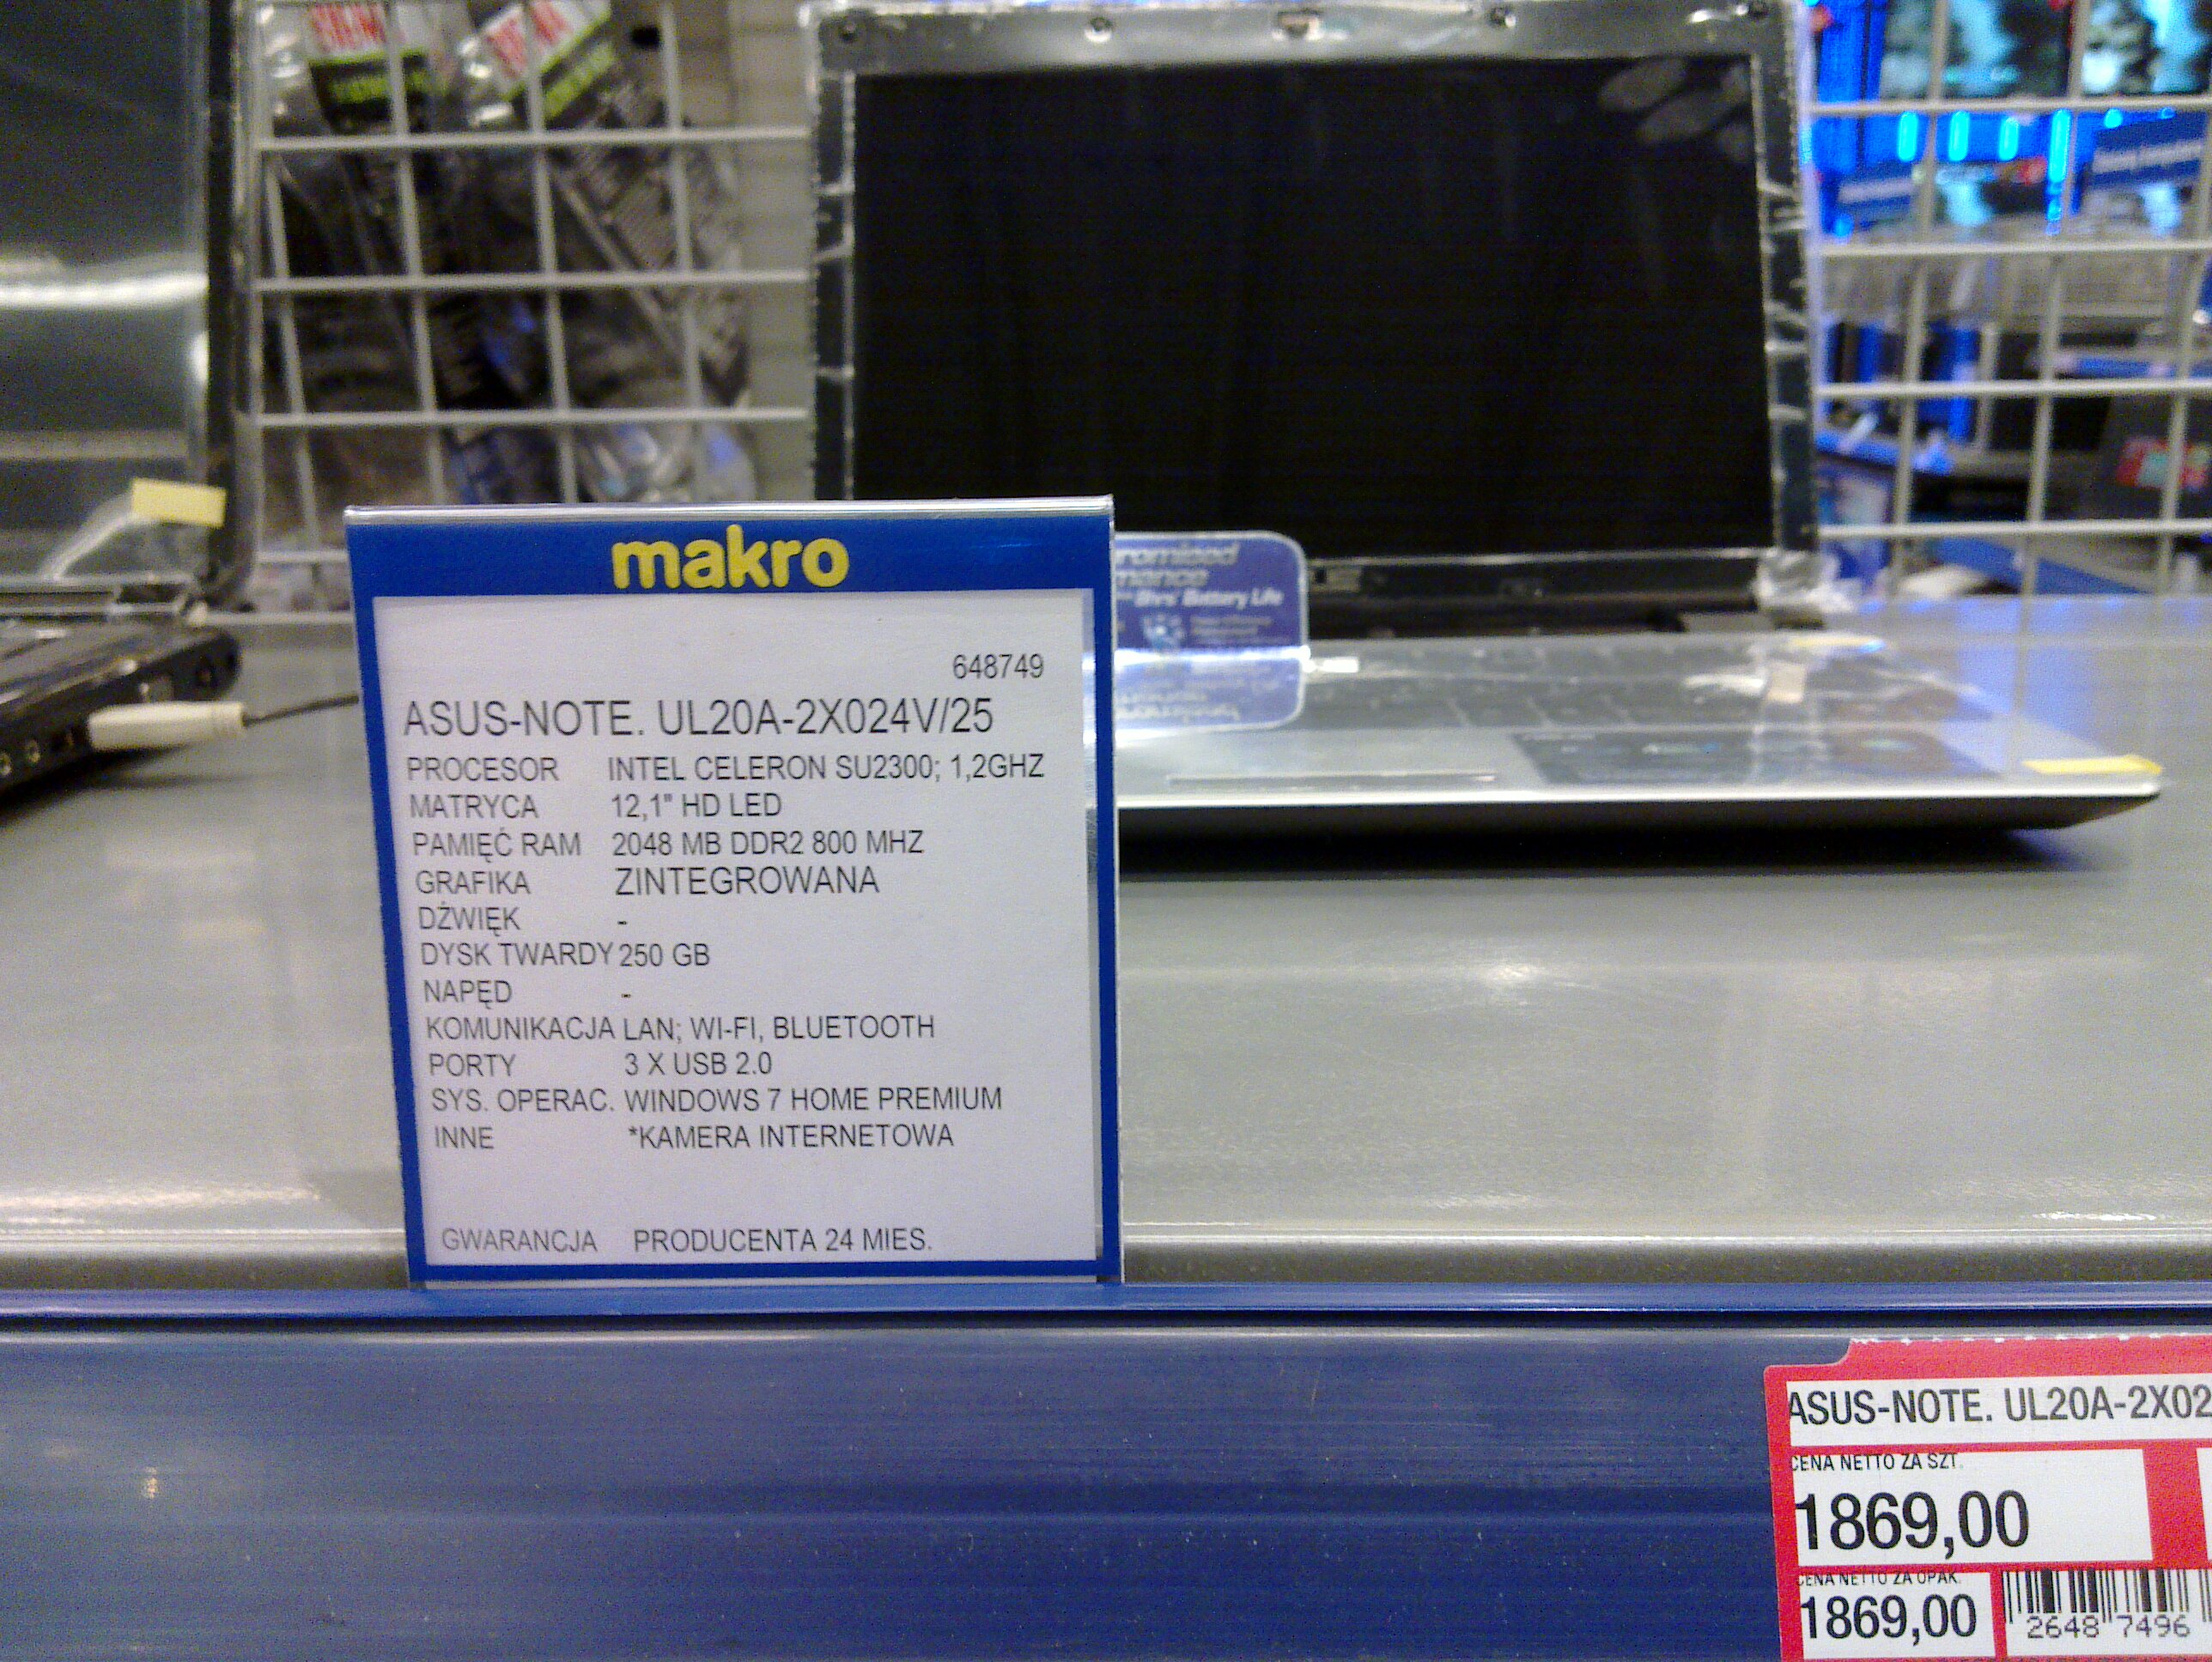 makro
648749
ASUS-NOTE. UL20A-2X024V/25
PROCESOR INTEL CELERON SU2300; 1,2GHZ
MATRYCA 12,1" HD LED
PAMIĘĆ RAM 2048 MB DDR2 800 MHZ
GRAFIKA ZINTEGROWANA
DŹWIĘK -
DYSK TWARDY 250 GB
NAPĘD -
KOMUNIKACJA LAN; WI-FI, BLUETOOTH
PORTY 3 X USB 2.0
SYS. OPERAC. WINDOWS 7 HOME PREMIUM
INNE *KAMERA INTERNETOWA
GWARANCJA PRODUCENTA 24 MIES.
Battery Life
ASUS-NOTE. UL20A-2X02
CENA NETTO ZA SZT.
1869,00
CENA NETTO ZA OPAK.
1869,00
2648 7496